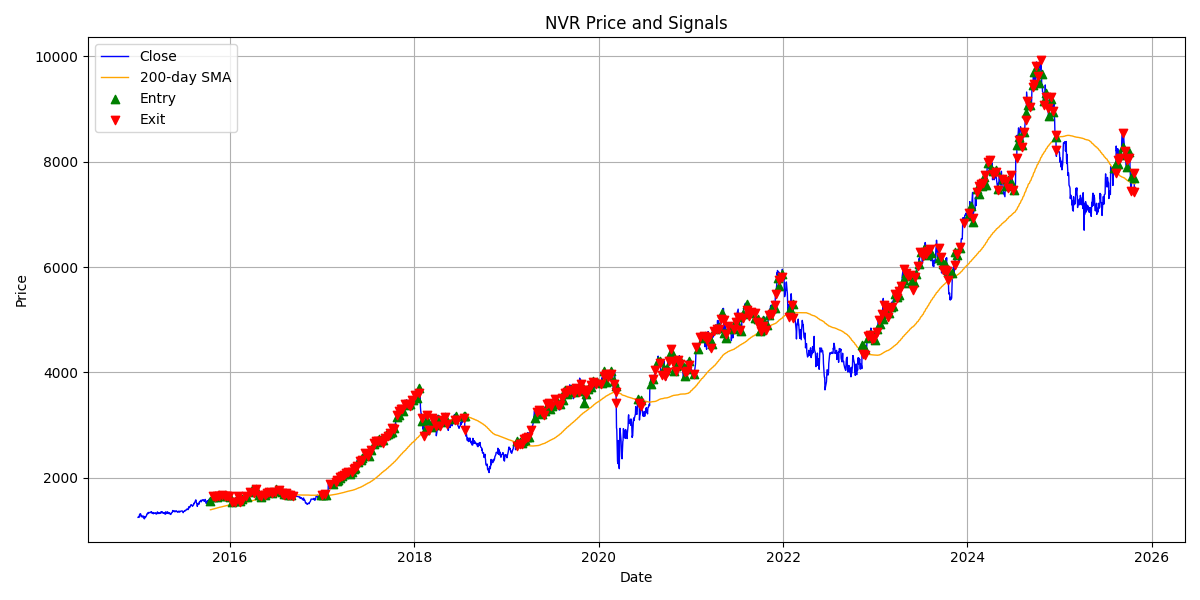 NVR Price and Signals
Close
200-day SMA
Entry
Exit
10000
8000
6000
4000
2000
Price
2016 2018 2020 2022 2024 2026
Date